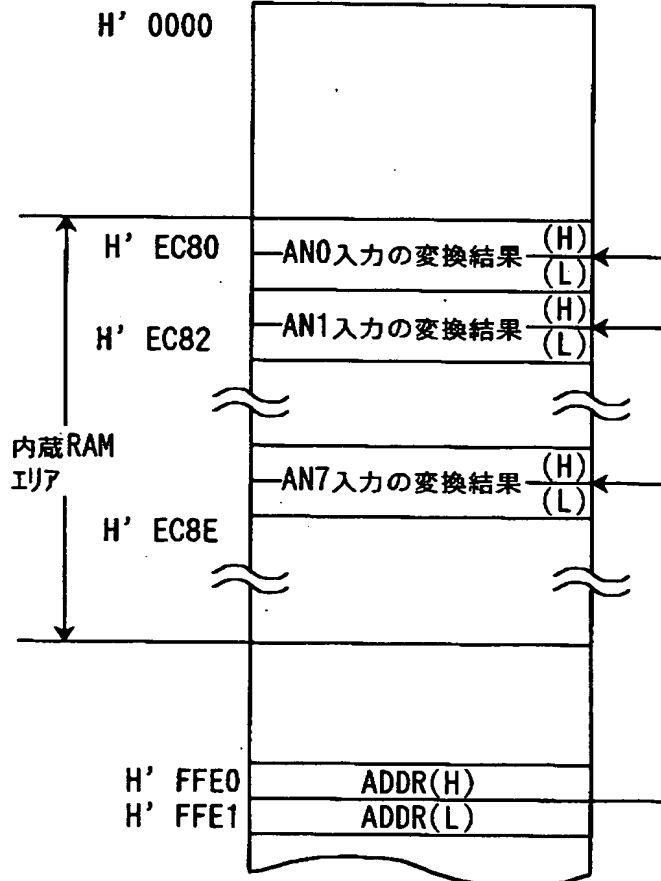 H' 0000
H' EC80
AN0入力の変換結果 (H)
(L)
H' EC82
AN1入力の変換結果 (H)
(L)
内蔵RAM
エリア
AN7入力の変換結果 (H)
(L)
H' EC8E
H' FFE0 ADDR(H)
H' FFE1 ADDR(L)